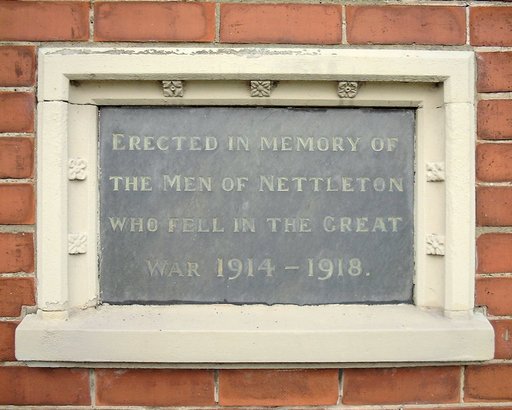 Erected in memory of
the Men of Nettleton
who fell in the Great
War 1914 – 1918.